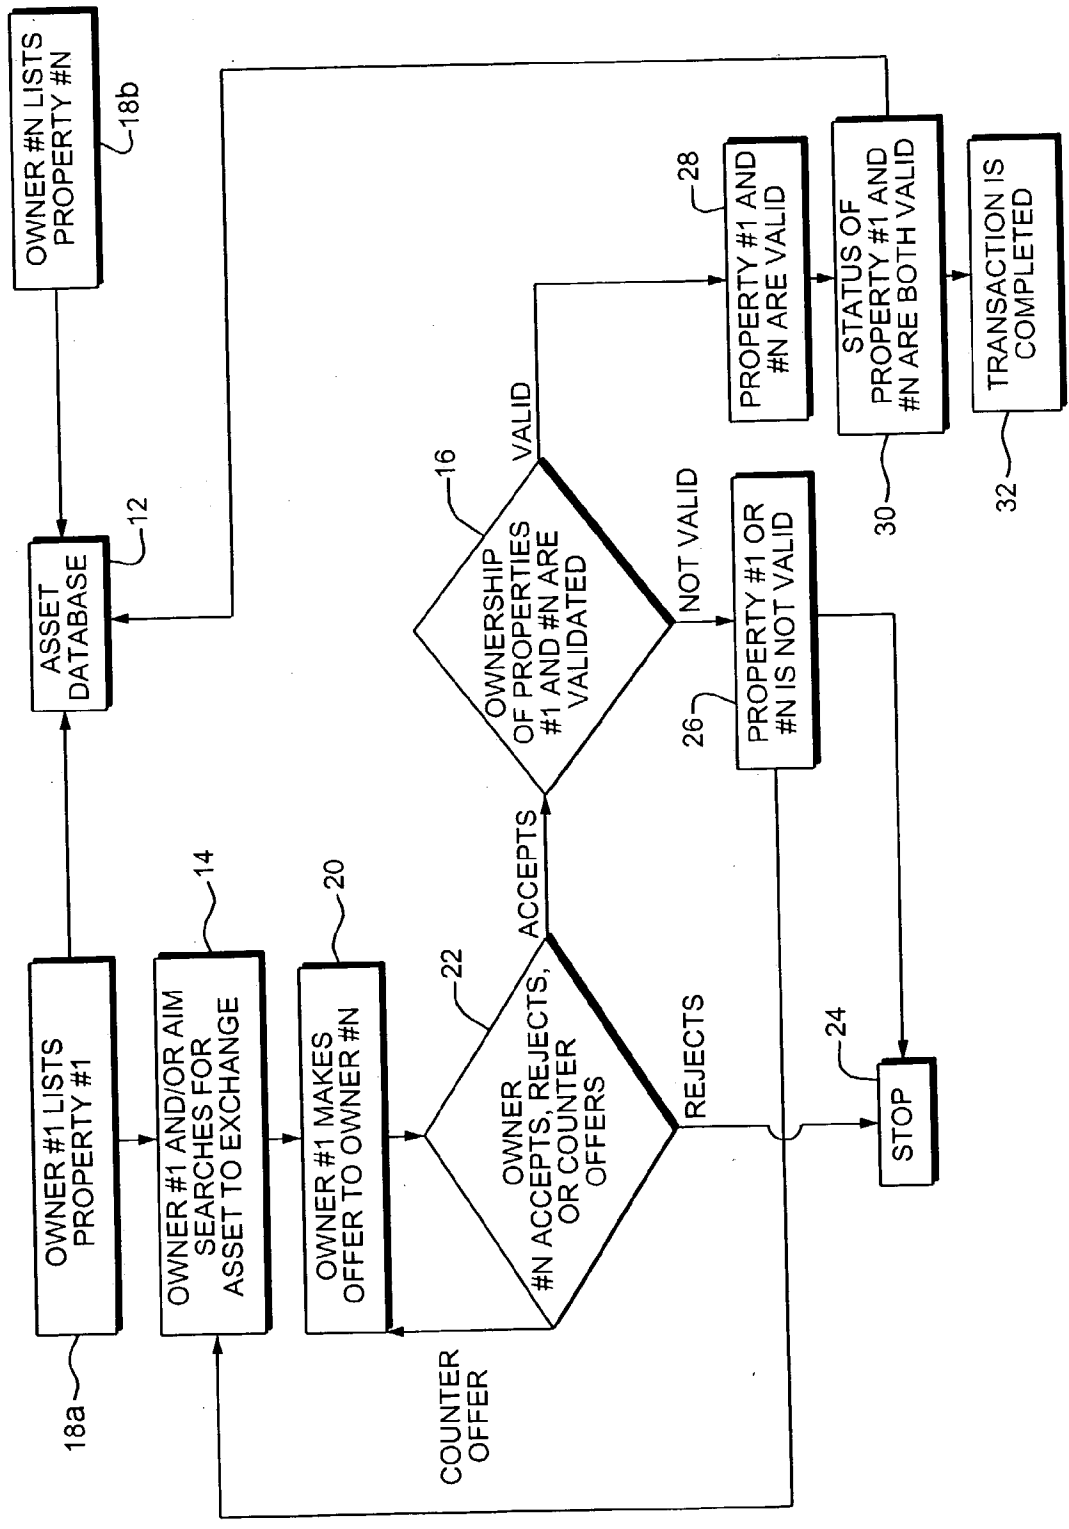 OWNER #1 LISTS
PROPERTY #1
18a
ASSET
DATABASE
12
OWNER #N LISTS
PROPERTY #N
18b
OWNER #1 AND/OR AIM
SEARCHES FOR
ASSET TO EXCHANGE
14
OWNER #1 MAKES
OFFER TO OWNER #N
20
COUNTER
OFFER
OWNER
#N ACCEPTS, REJECTS,
OR COUNTER
OFFERS
22
ACCEPTS
REJECTS
OWNERSHIP
OF PROPERTIES
#1 AND #N ARE
VALIDATED
16
VALID
NOT VALID
PROPERTY #1 OR
#N IS NOT VALID
26
PROPERTY #1 AND
#N ARE VALID
28
STATUS OF
PROPERTY #1 AND
#N ARE BOTH VALID
30
STOP
24
TRANSACTION IS
COMPLETED
32